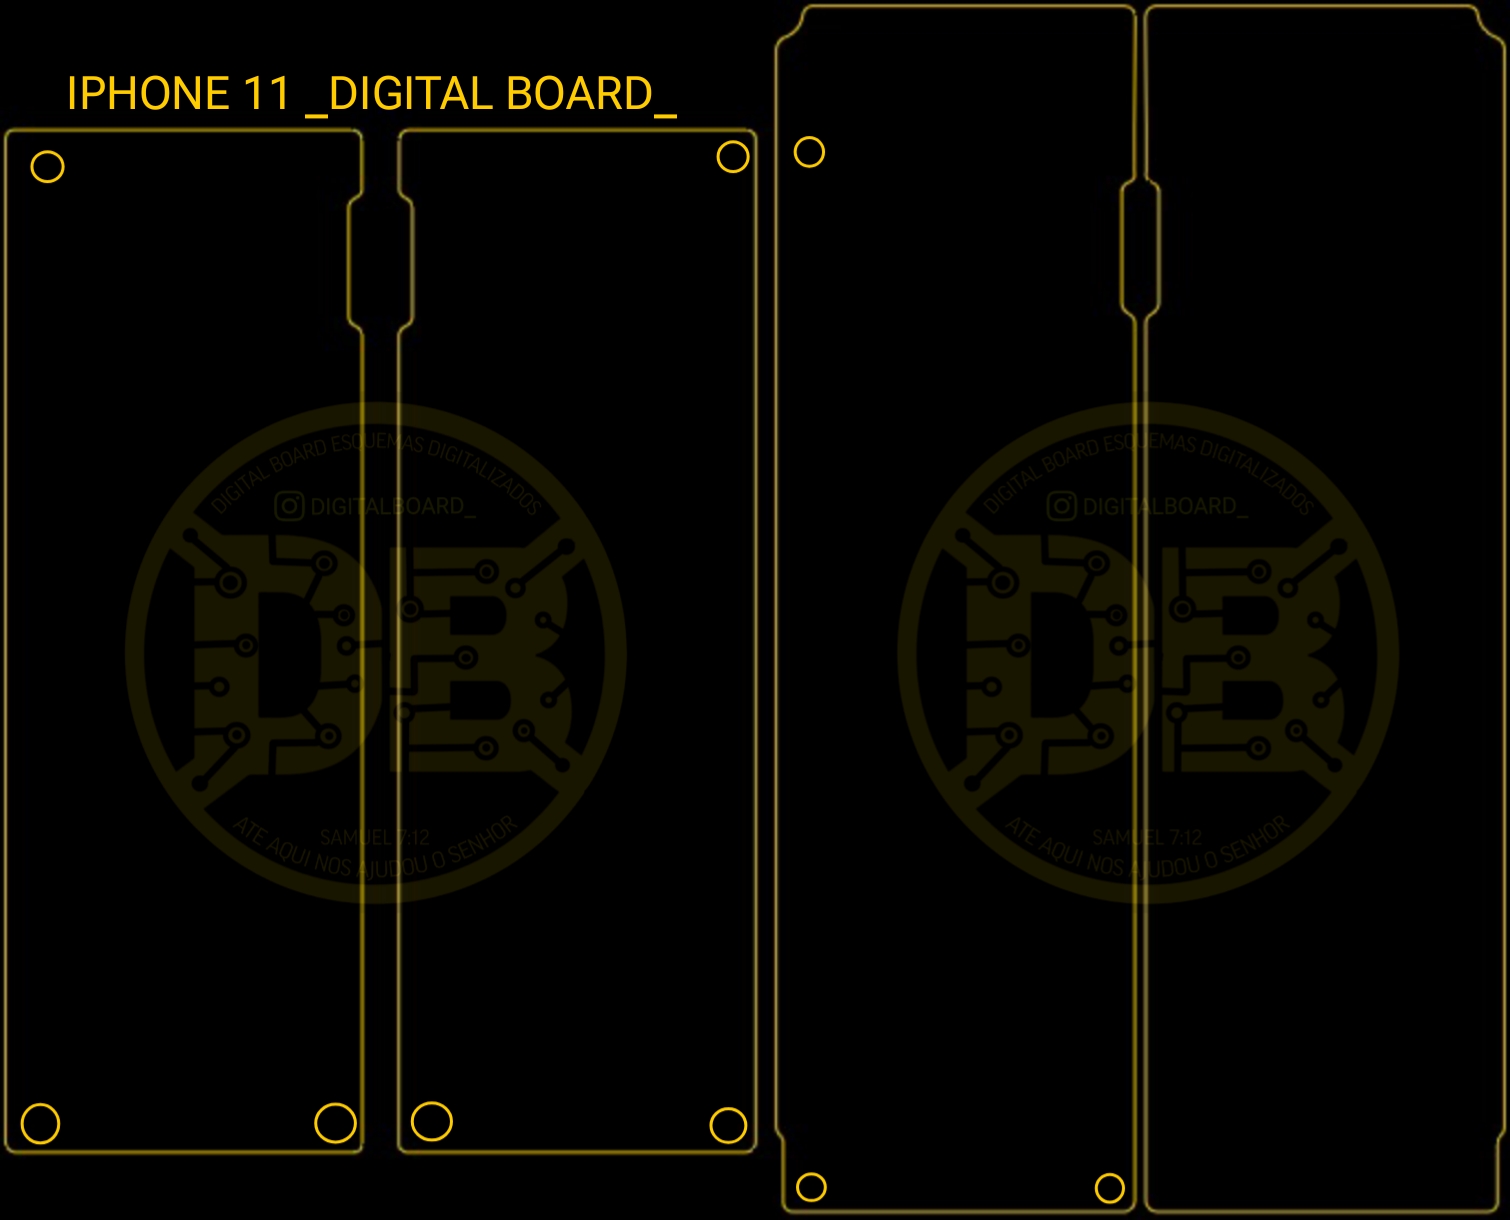 IPHONE 11 _DIGITAL BOARD_
DIGITAL BOARD ESQUEMAS DIGITALIZADOS
DIGITALBOARD_
DB
SAMUEL 7:12
ATE AQUI NOS AJUDOU O SENHOR
DIGITAL BOARD ESQUEMAS DIGITALIZADOS
DIGITALBOARD_
DB
SAMUEL 7:12
ATE AQUI NOS AJUDOU O SENHOR